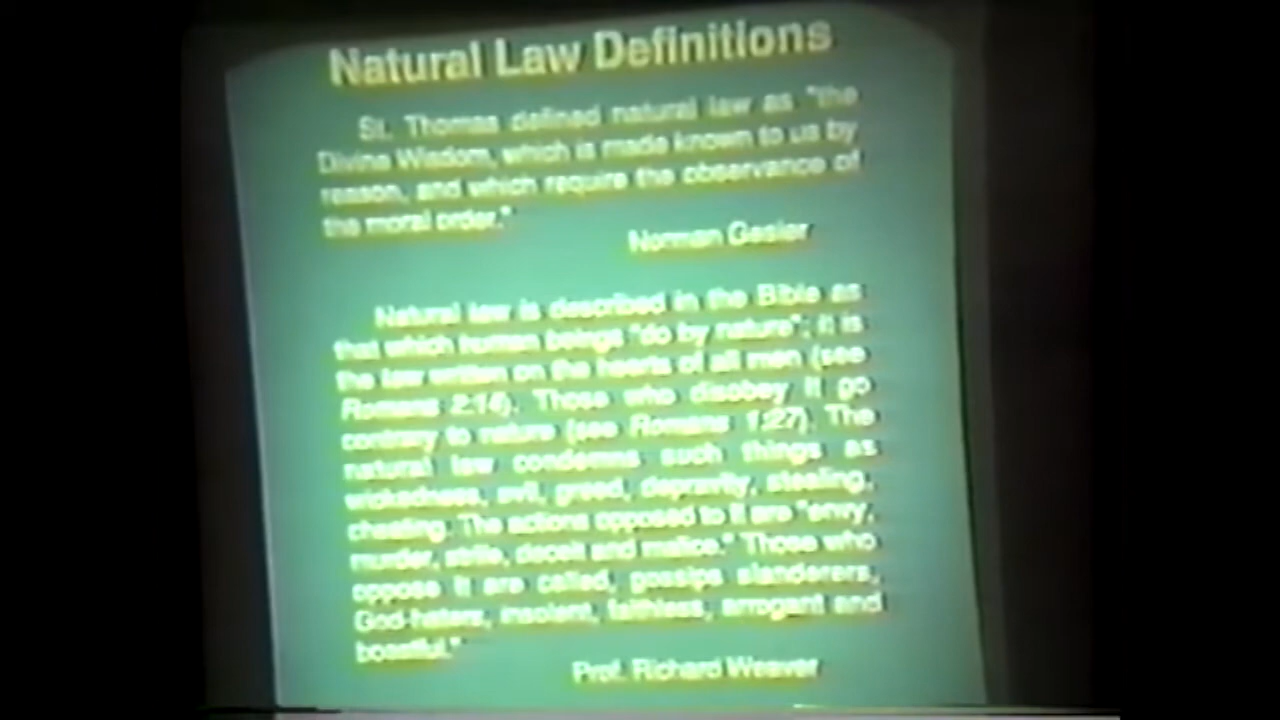 Natural Law Definitions
St. Thomas defined natural law as "the
Divine Wisdom, which is made known to us by
reason, and which require the observance of
the moral order."
Norman Gesler
Natural law is described in the Bible as
that which human beings "do by nature"; it is
the law written on the hearts of all men (see
Romans 2:14). Those who disobey it go
contrary to nature (see Romans 1:27). The
natural law condemns such things as
wickedness, evil, greed, depravity, stealing,
cheating. The actions opposed to it are "envy,
murder, strife, deceit and malice." Those who
oppose it are called, gossips slanderers,
God-haters, insolent, faithless, arrogant and
boastful."
Prof. Richard Weaver